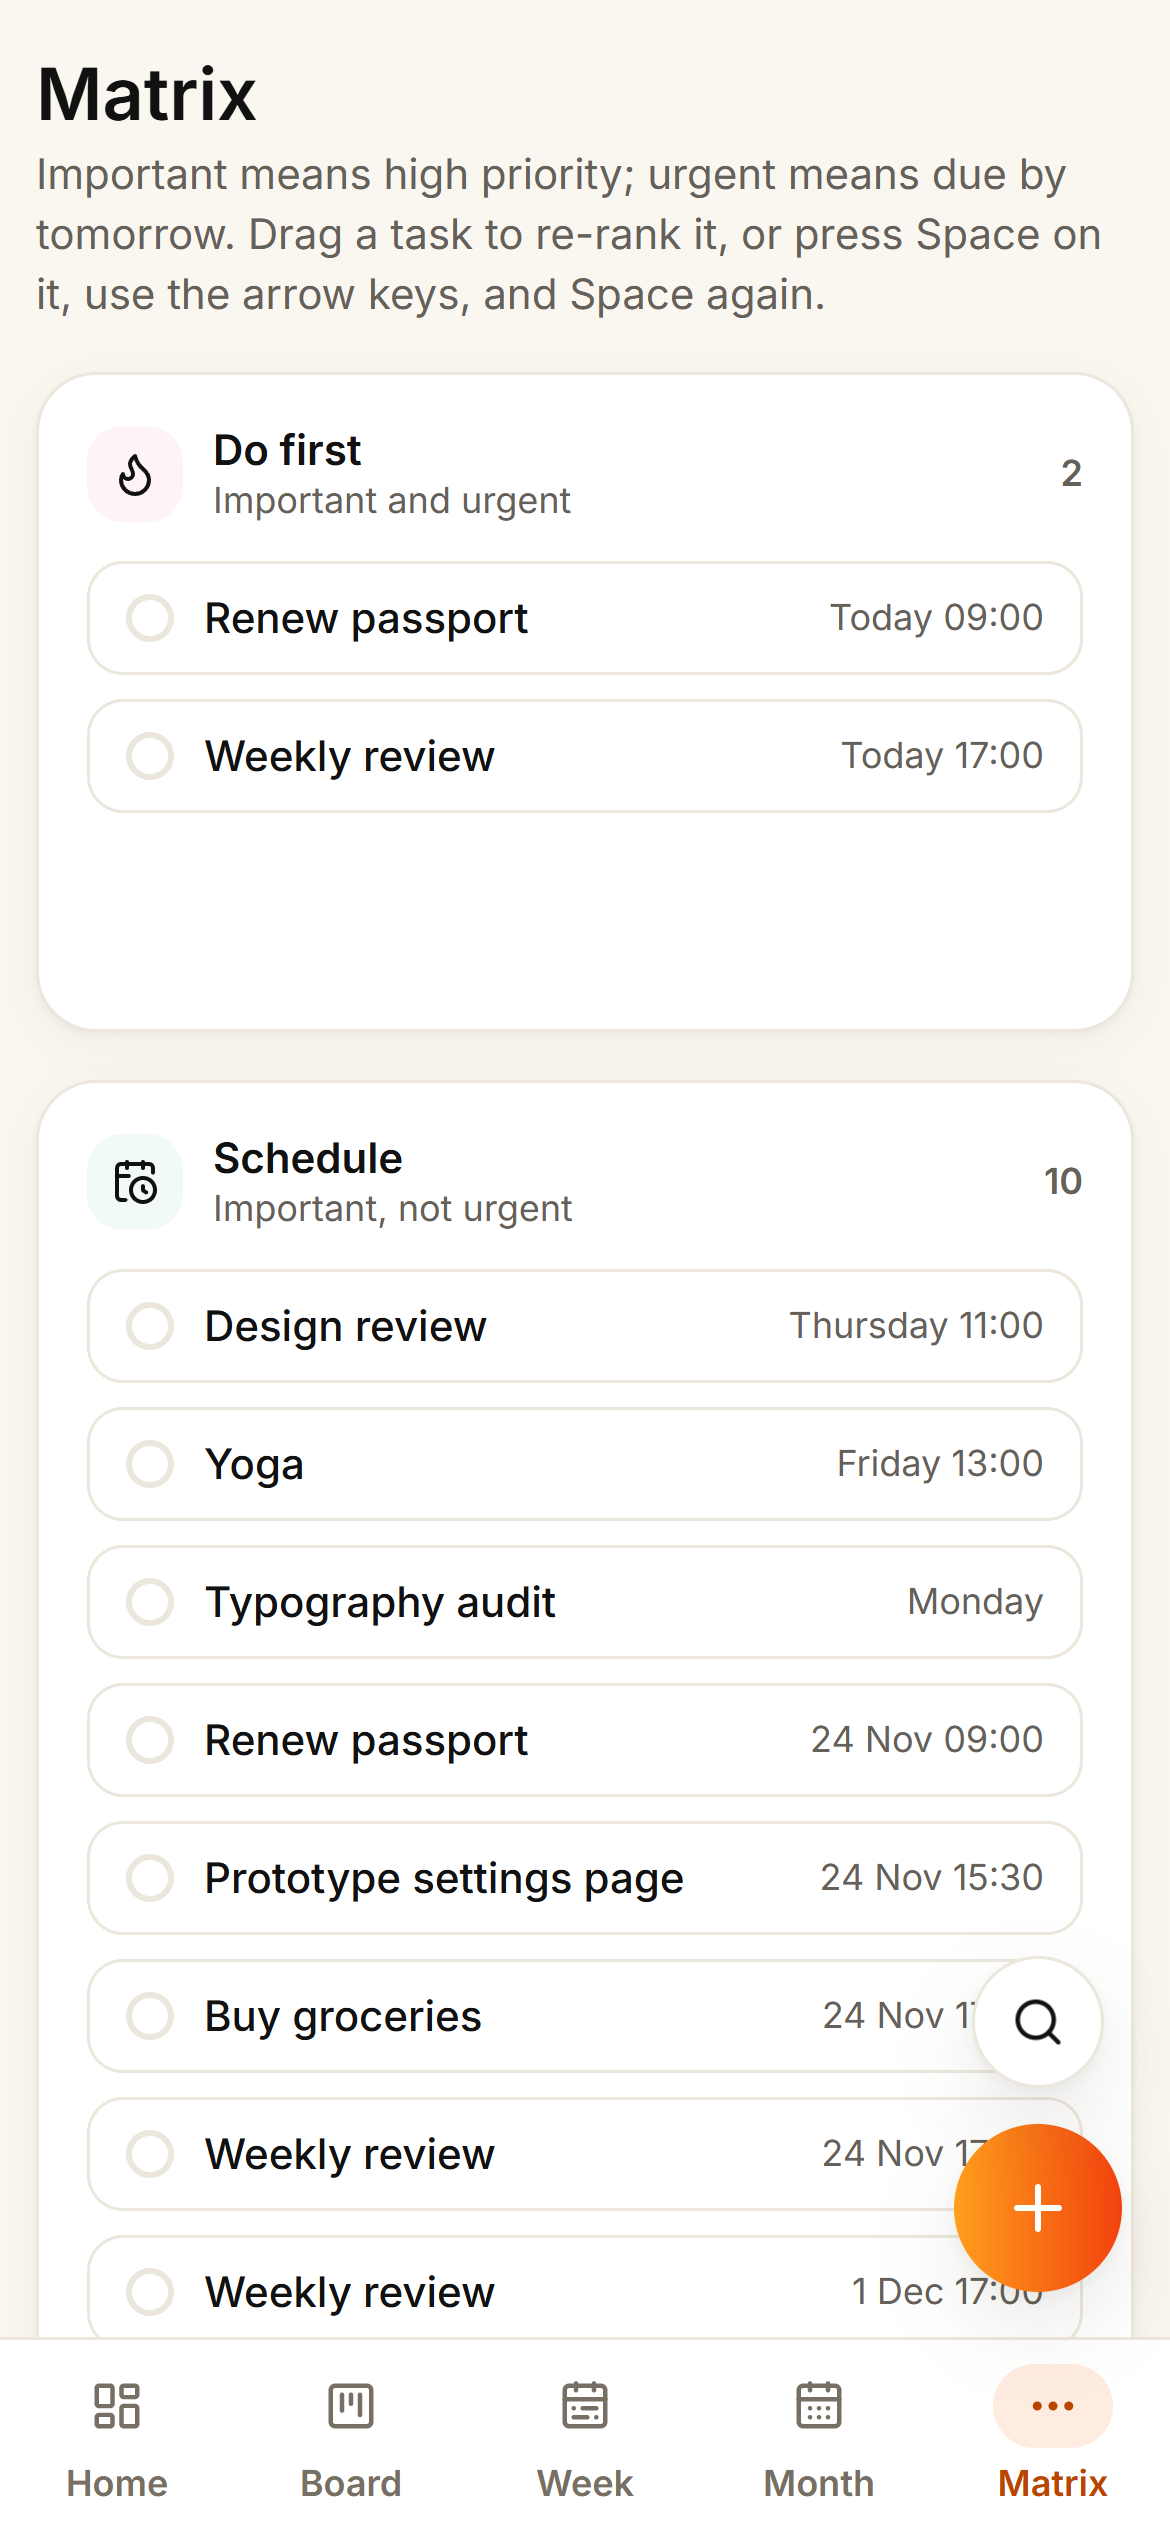 Matrix
Important means high priority; urgent means due by
tomorrow. Drag a task to re-rank it, or press Space on
it, use the arrow keys, and Space again.
Do first
Important and urgent
2
Renew passport
Today 09:00
Weekly review
Today 17:00
Schedule
Important, not urgent
10
Design review
Thursday 11:00
Yoga
Friday 13:00
Typography audit
Monday
Renew passport
24 Nov 09:00
Prototype settings page
24 Nov 15:30
Buy groceries
24 Nov
Weekly review
24 Nov
Weekly review
1 Dec 17:00
Home
Board
Week
Month
Matrix